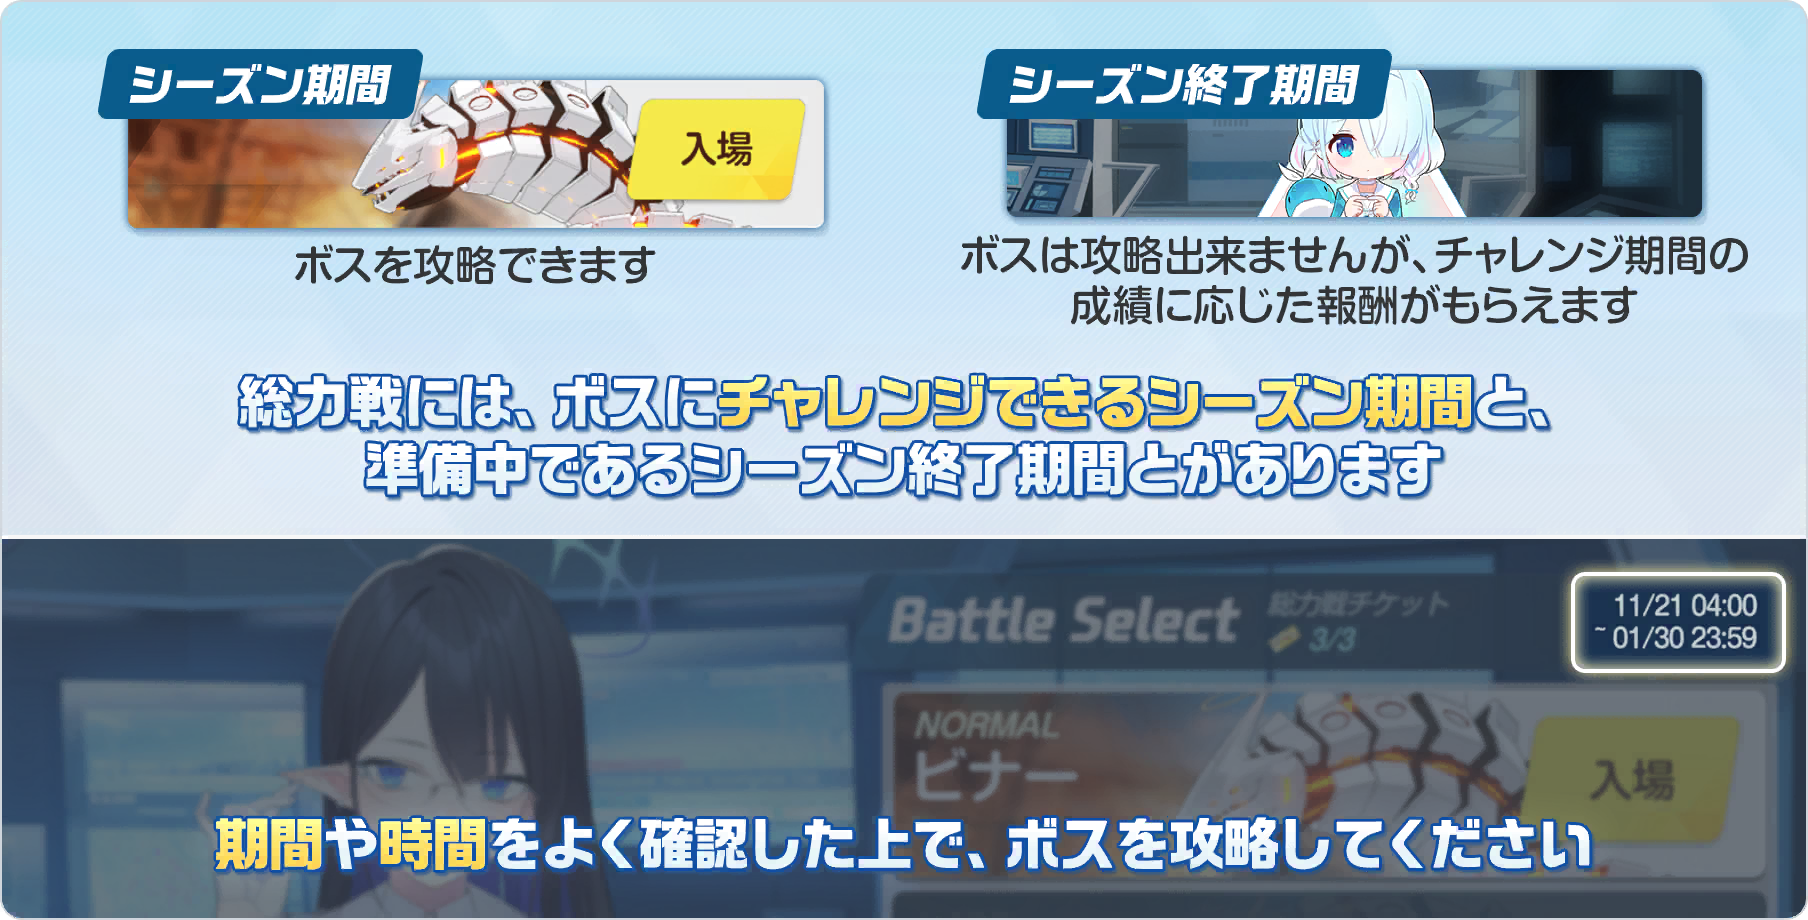 シーズン期間
入場
ボスを攻略できます
シーズン終了期間
ボスは攻略出来ませんが、チャレンジ期間の
成績に応じた報酬がもらえます
総力戦には、ボスにチャレンジできるシーズン期間と、
準備中であるシーズン終了期間とがあります
Battle Select
総力戦チケット
3/3
11/21 04:00
~ 01/30 23:59
NORMAL
ビナー
入場
期間や時間をよく確認した上で、ボスを攻略してください